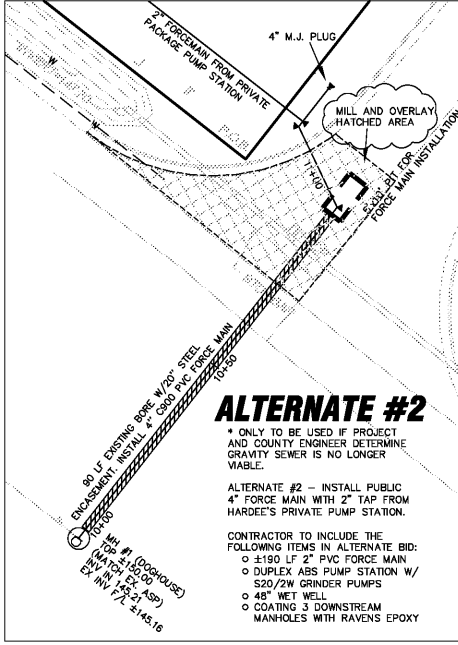 2" FORCEMAIN FROM PRIVATE
PACKAGE PUMP STATION
4" M.J. PLUG
MILL AND OVERLAY
HATCHED AREA
W
W
11+00
6'x10' PIT FOR
FORCE MAIN INSTALLATION
90 LF EXISTING BORE W/20" STEEL
ENCASEMENT. INSTALL 4" C900 PVC FORCE MAIN
10+50
10+00
MH #1 (DOGHOUSE)
TOP ±150.00
(MATCH EX. ASP)
INV IN 145.21
EX INV F/L ±145.16
ALTERNATE #2
* ONLY TO BE USED IF PROJECT
AND COUNTY ENGINEER DETERMINE
GRAVITY SEWER IS NO LONGER
VIABLE.
ALTERNATE #2 – INSTALL PUBLIC
4" FORCE MAIN WITH 2" TAP FROM
HARDEE'S PRIVATE PUMP STATION.
CONTRACTOR TO INCLUDE THE
FOLLOWING ITEMS IN ALTERNATE BID:
○ ±190 LF 2" PVC FORCE MAIN
○ DUPLEX ABS PUMP STATION W/
S20/2W GRINDER PUMPS
○ 48" WET WELL
○ COATING 3 DOWNSTREAM
MANHOLES WITH RAVENS EPOXY